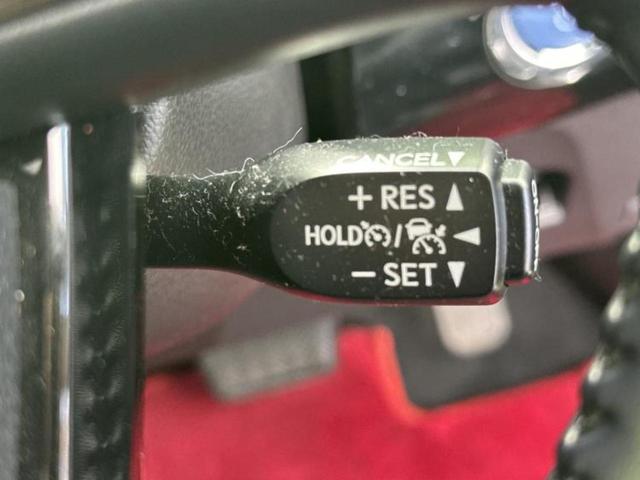 CANCEL▼
+ RES ▲
HOLD / ◀
− SET ▼